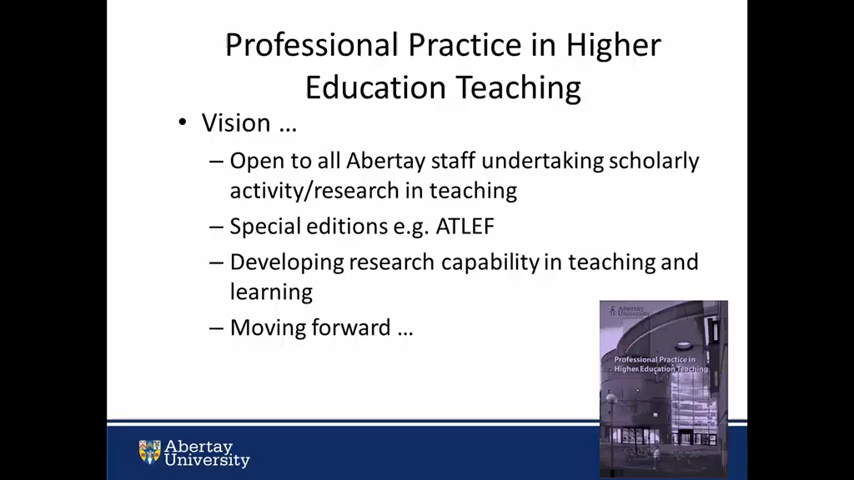 Professional Practice in Higher
Education Teaching
• Vision ...
– Open to all Abertay staff undertaking scholarly
activity/research in teaching
– Special editions e.g. ATLEF
– Developing research capability in teaching and
learning
– Moving forward ...
Abertay
University
Professional Practice in
Higher Education Teaching
Abertay
University